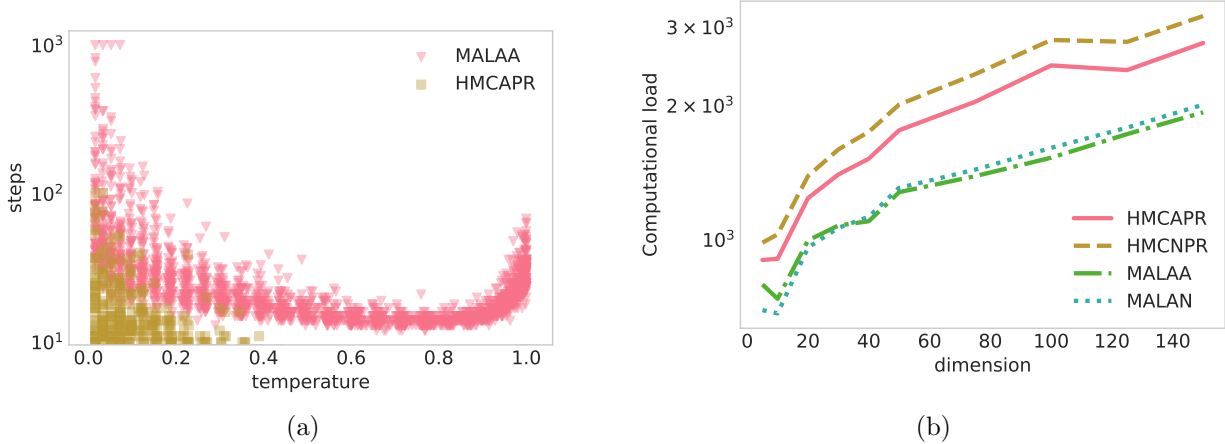 10³
10²
10¹
steps
0.0 0.2 0.4 0.6 0.8 1.0
temperature
MALAA
HMCAPR
(a)
3 × 10³
2 × 10³
10³
Computational load
0 20 40 60 80 100 120 140
dimension
HMCAPR
HMCNPR
MALAA
MALAN
(b)